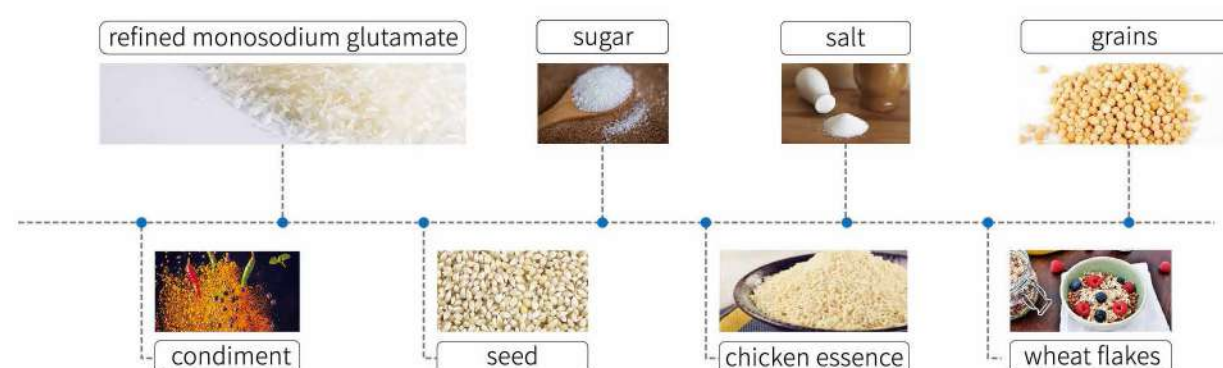 refined monosodium glutamate
sugar
salt
grains
condiment
seed
chicken essence
wheat flakes